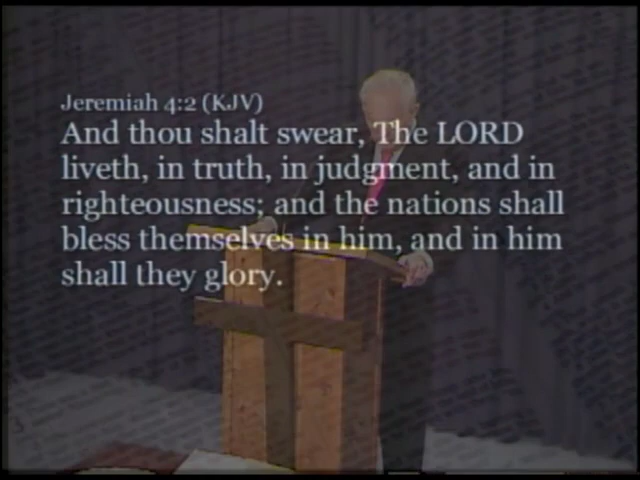 Jeremiah 4:2 (KJV)
And thou shalt swear, The LORD
liveth, in truth, in judgment, and in
righteousness; and the nations shall
bless themselves in him, and in him
shall they glory.